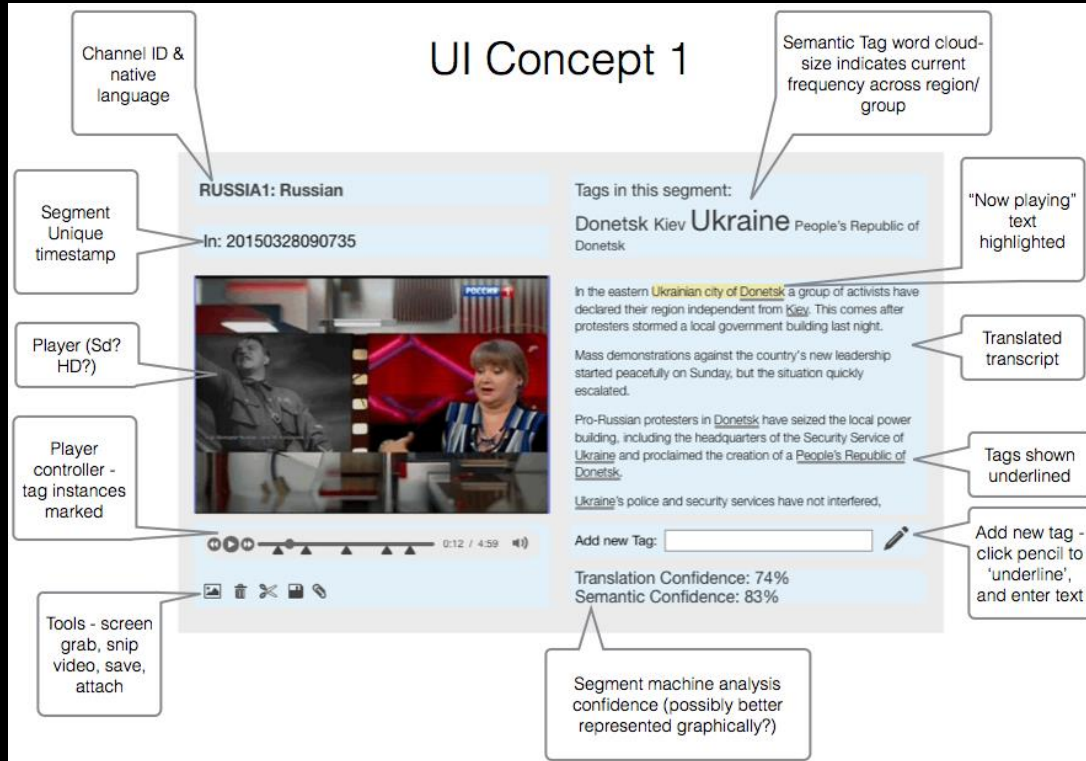 UI Concept 1
Channel ID &
native
language
Semantic Tag word cloud-
size indicates current
frequency across region/
group
Segment
Unique
timestamp
Player (Sd?
HD?)
Player
controller -
tag instances
marked
Tools - screen
grab, snip
video, save,
attach
RUSSIA1: Russian
In: 20150328090735
РОССИЯ 1
0:12 / 4:59
Tags in this segment:
Donetsk Kiev Ukraine People's Republic of
Donetsk
In the eastern Ukrainian city of Donetsk a group of activists have
declared their region independent from Kiev. This comes after
protesters stormed a local government building last night.
Mass demonstrations against the country's new leadership
started peacefully on Sunday, but the situation quickly
escalated.
Pro-Russian protesters in Donetsk have seized the local power
building, including the headquarters of the Security Service of
Ukraine and proclaimed the creation of a People's Republic of
Donetsk.
Ukraine's police and security services have not interfered,
Add new Tag:
Translation Confidence: 74%
Semantic Confidence: 83%
"Now playing"
text
highlighted
Translated
transcript
Tags shown
underlined
Add new tag -
click pencil to
'underline',
and enter text
Segment machine analysis
confidence (possibly better
represented graphically?)